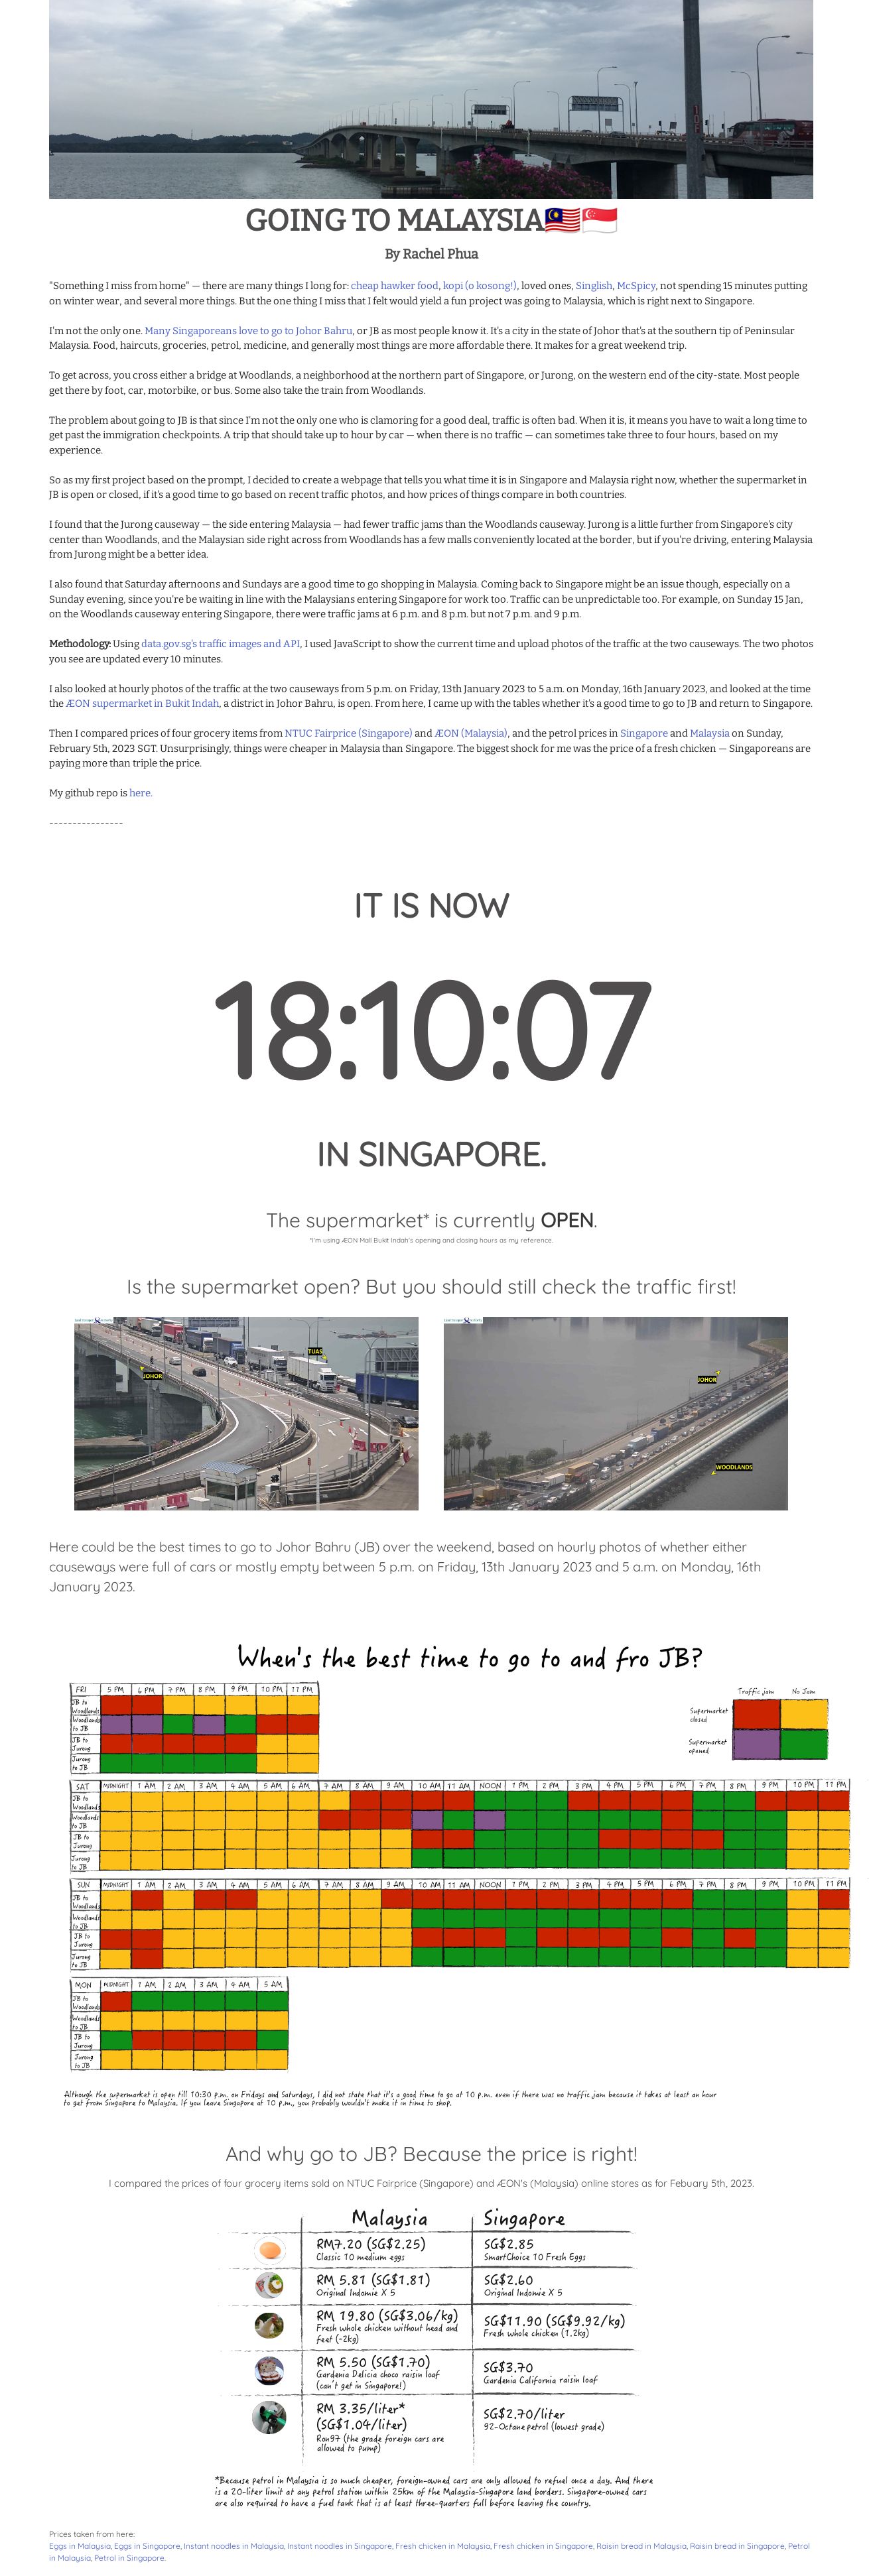 GOING TO MALAYSIA🇲🇾🇸🇬
By Rachel Phua
"Something I miss from home" — there are many things I long for: cheap hawker food, kopi (o kosong!), loved ones, Singlish, McSpicy, not spending 15 minutes putting
on winter wear, and several more things. But the one thing I miss that I felt would yield a fun project was going to Malaysia, which is right next to Singapore.
I'm not the only one. Many Singaporeans love to go to Johor Bahru, or JB as most people know it. It's a city in the state of Johor that's at the southern tip of Peninsular
Malaysia. Food, haircuts, groceries, petrol, medicine, and generally most things are more affordable there. It makes for a great weekend trip.
To get across, you cross either a bridge at Woodlands, a neighborhood at the northern part of Singapore, or Jurong, on the western end of the city-state. Most people
get there by foot, car, motorbike, or bus. Some also take the train from Woodlands.
The problem about going to JB is that since I'm not the only one who is clamoring for a good deal, traffic is often bad. When it is, it means you have to wait a long time to
get past the immigration checkpoints. A trip that should take up to hour by car — when there is no traffic — can sometimes take three to four hours, based on my
experience.
So as my first project based on the prompt, I decided to create a webpage that tells you what time it is in Singapore and Malaysia right now, whether the supermarket in
JB is open or closed, if it's a good time to go based on recent traffic photos, and how prices of things compare in both countries.
I found that the Jurong causeway — the side entering Malaysia — had fewer traffic jams than the Woodlands causeway. Jurong is a little further from Singapore's city
center than Woodlands, and the Malaysian side right across from Woodlands has a few malls conveniently located at the border, but if you're driving, entering Malaysia
from Jurong might be a better idea.
I also found that Saturday afternoons and Sundays are a good time to go shopping in Malaysia. Coming back to Singapore might be an issue though, especially on a
Sunday evening, since you're be waiting in line with the Malaysians entering Singapore for work too. Traffic can be unpredictable too. For example, on Sunday 15 Jan,
on the Woodlands causeway entering Singapore, there were traffic jams at 6 p.m. and 8 p.m. but not 7 p.m. and 9 p.m.
Methodology: Using data.gov.sg's traffic images and API, I used JavaScript to show the current time and upload photos of the traffic at the two causeways. The two photos
you see are updated every 10 minutes.
I also looked at hourly photos of the traffic at the two causeways from 5 p.m. on Friday, 13th January 2023 to 5 a.m. on Monday, 16th January 2023, and looked at the time
the ÆON supermarket in Bukit Indah, a district in Johor Bahru, is open. From here, I came up with the tables whether it's a good time to go to JB and return to Singapore.
Then I compared prices of four grocery items from NTUC Fairprice (Singapore) and ÆON (Malaysia), and the petrol prices in Singapore and Malaysia on Sunday,
February 5th, 2023 SGT. Unsurprisingly, things were cheaper in Malaysia than Singapore. The biggest shock for me was the price of a fresh chicken — Singaporeans are
paying more than triple the price.
My github repo is here.
----------------
IT IS NOW
18:10:07
IN SINGAPORE.
The supermarket* is currently OPEN.
*I'm using ÆON Mall Bukit Indah's opening and closing hours as my reference.
Is the supermarket open? But you should still check the traffic first!
JOHOR
TUAS
JOHOR
WOODLANDS
Here could be the best times to go to Johor Bahru (JB) over the weekend, based on hourly photos of whether either
causeways were full of cars or mostly empty between 5 p.m. on Friday, 13th January 2023 and 5 a.m. on Monday, 16th
January 2023.
When's the best time to go to and fro JB?
Traffic jam No Jam
Supermarket closed
Supermarket opened
FRI 5 PM 6 PM 7 PM 8 PM 9 PM 10 PM 11 PM
JB to Woodlands
Woodlands to JB
JB to Jurong
Jurong to JB
SAT MIDNIGHT 1 AM 2 AM 3 AM 4 AM 5 AM 6 AM 7 AM 8 AM 9 AM 10 AM 11 AM NOON 1 PM 2 PM 3 PM 4 PM 5 PM 6 PM 7 PM 8 PM 9 PM 10 PM 11 PM
JB to Woodlands
Woodlands to JB
JB to Jurong
Jurong to JB
SUN MIDNIGHT 1 AM 2 AM 3 AM 4 AM 5 AM 6 AM 7 AM 8 AM 9 AM 10 AM 11 AM NOON 1 PM 2 PM 3 PM 4 PM 5 PM 6 PM 7 PM 8 PM 9 PM 10 PM 11 PM
JB to Woodlands
Woodlands to JB
JB to Jurong
Jurong to JB
MON MIDNIGHT 1 AM 2 AM 3 AM 4 AM 5 AM
JB to Woodlands
Woodlands to JB
JB to Jurong
Jurong to JB
Although the supermarket is open till 10:30 p.m. on Fridays and Saturdays, I did not state that it's a good time to go at 10 p.m. even if there was no traffic jam because it takes at least an hour
to get from Singapore to Malaysia. If you leave Singapore at 10 p.m., you probably wouldn't make it in time to shop.
And why go to JB? Because the price is right!
I compared the prices of four grocery items sold on NTUC Fairprice (Singapore) and ÆON's (Malaysia) online stores as for Febuary 5th, 2023.
Malaysia Singapore
RM7.20 (SG$2.25)
Classic 10 medium eggs
SG$2.85
SmartChoice 10 Fresh Eggs
RM 5.81 (SG$1.81)
Original Indomie X 5
SG$2.60
Original Indomie X 5
RM 19.80 (SG$3.06/kg)
Fresh whole chicken without head and
feet (~2kg)
SG$11.90 (SG$9.92/kg)
Fresh whole chicken (1.2kg)
RM 5.50 (SG$1.70)
Gardenia Delicia choco raisin loaf
(can't get in Singapore!)
SG$3.70
Gardenia California raisin loaf
RM 3.35/liter*
(SG$1.04/liter)
Ron97 (the grade foreign cars are
allowed to pump)
SG$2.70/liter
92-Octane petrol (lowest grade)
*Because petrol in Malaysia is so much cheaper, foreign-owned cars are only allowed to refuel once a day. And there
is a 20-liter limit at any petrol station within 25km of the Malaysia-Singapore land borders. Singapore-owned cars
are also required to have a fuel tank that is at least three-quarters full before leaving the country.
Prices taken from here:
Eggs in Malaysia, Eggs in Singapore, Instant noodles in Malaysia, Instant noodles in Singapore, Fresh chicken in Malaysia, Fresh chicken in Singapore, Raisin bread in Malaysia, Raisin bread in Singapore, Petrol
in Malaysia, Petrol in Singapore.